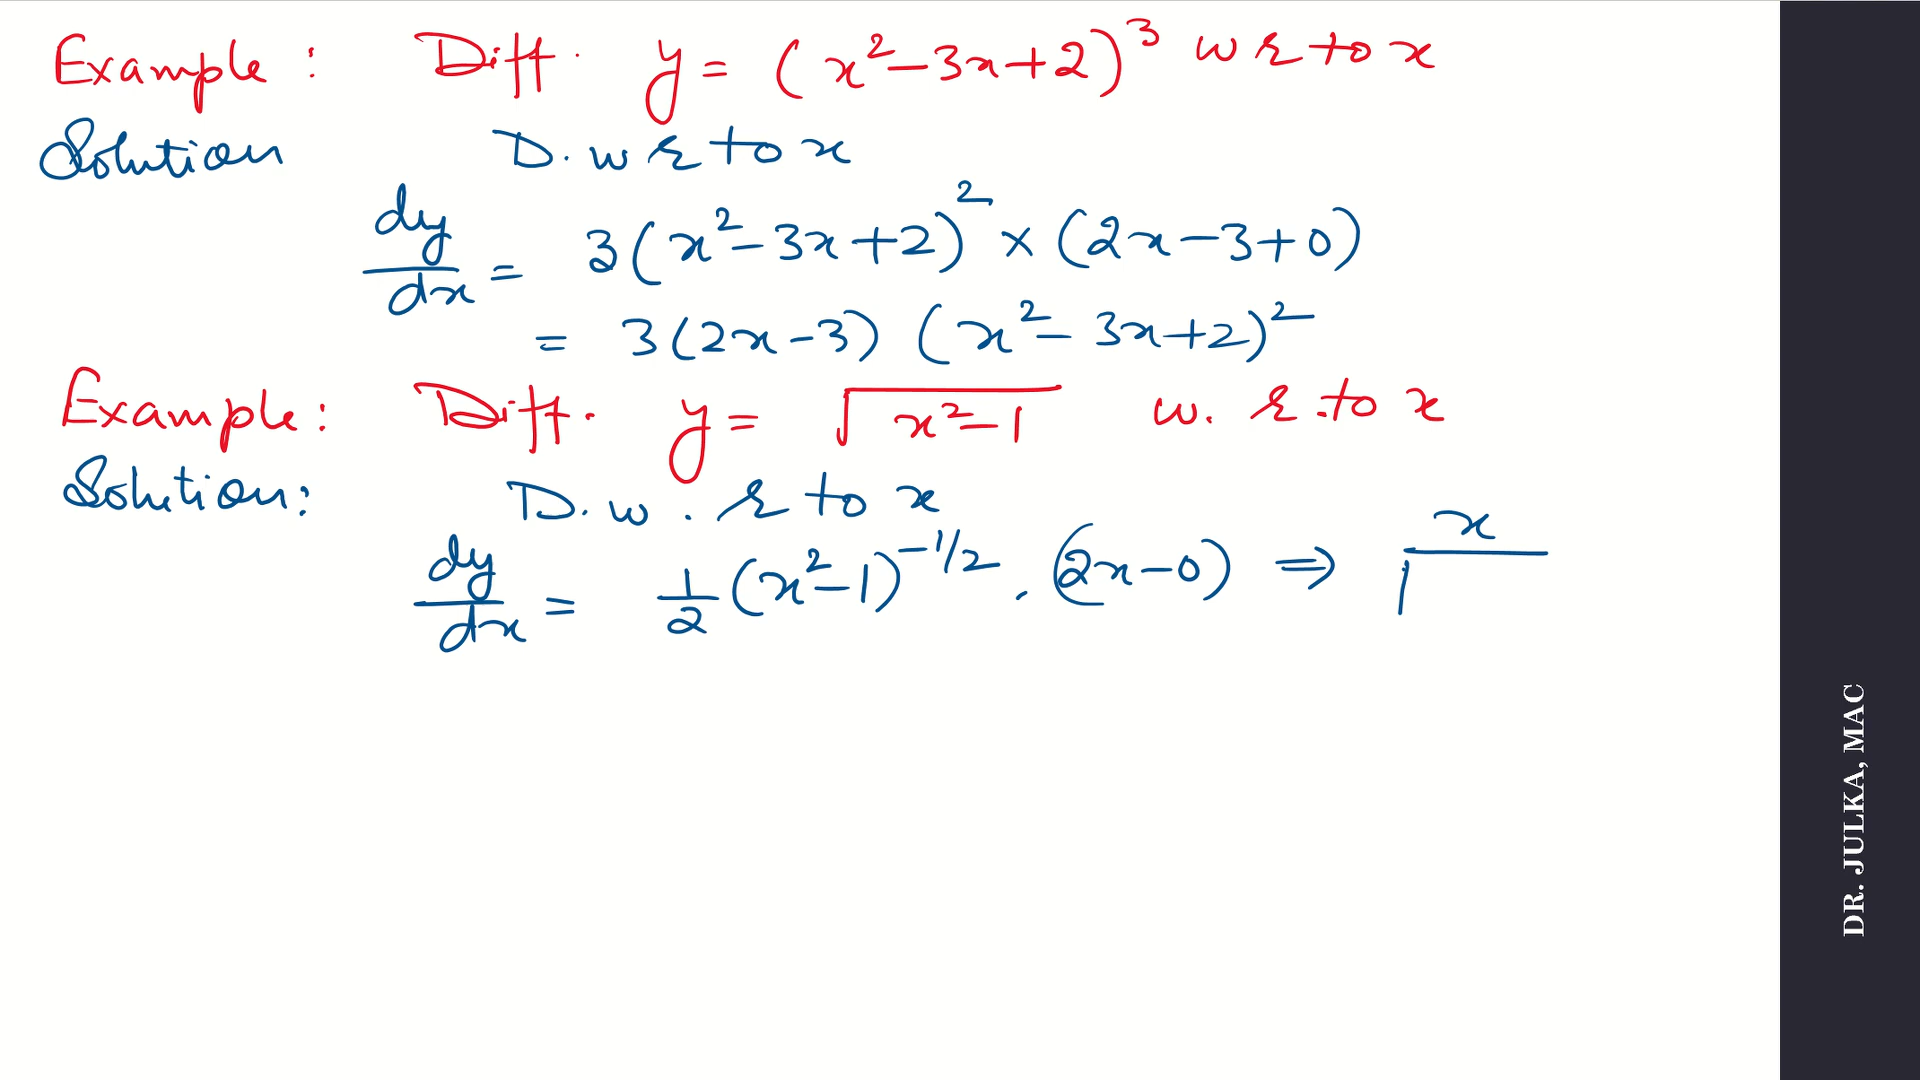 Example : Diff. y = (x²-3x+2)³ w r to x
Solution D. w r to x
dy/dx = 3(x²-3x+2)² × (2x-3+0)
= 3(2x-3) (x²-3x+2)²
Example: Diff. y = √(x²-1) w. r. to x
Solution: D. w. r to x
dy/dx = 1/2 (x²-1)^(-1/2) . (2x-0) ⇒ x/
DR. JULKA, MAC